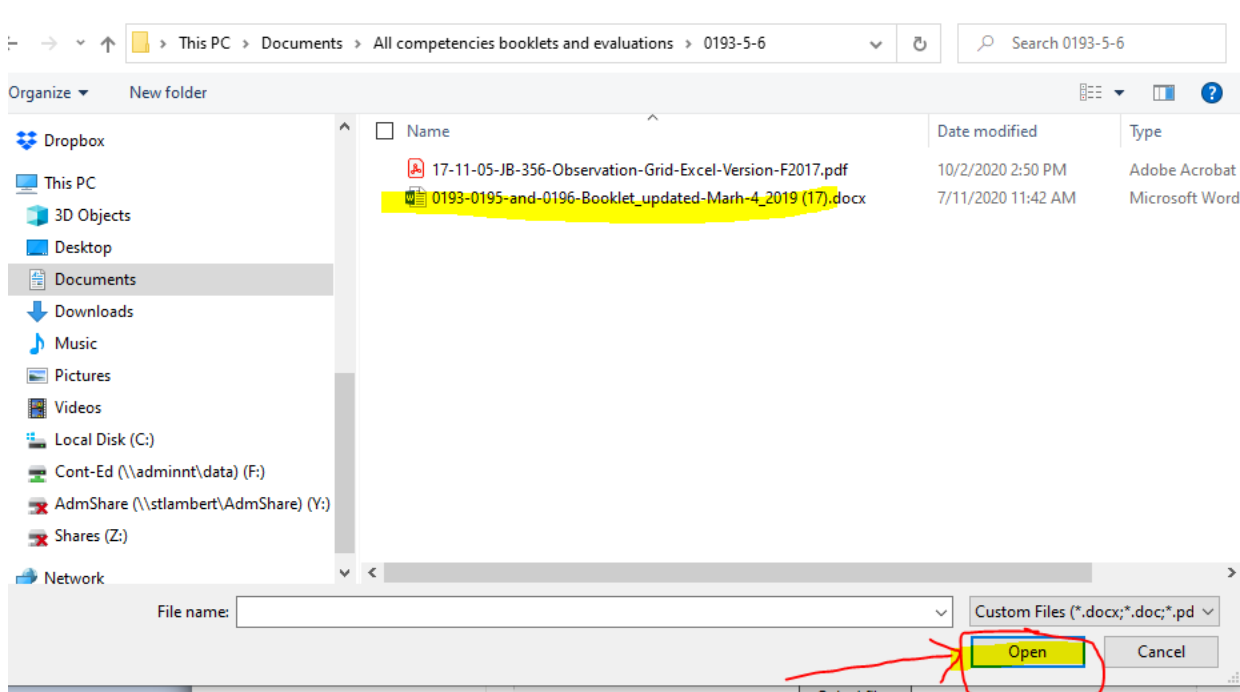 This PC > Documents > All competencies booklets and evaluations > 0193-5-6
Search 0193-5-6
Organize
New folder
Name
Date modified
Type
Dropbox
This PC
3D Objects
Desktop
Documents
Downloads
Music
Pictures
Videos
Local Disk (C:)
Cont-Ed (\\adminnt\data) (F:)
AdmShare (\\stlambert\AdmShare) (Y:)
Shares (Z:)
Network
17-11-05-JB-356-Observation-Grid-Excel-Version-F2017.pdf 10/2/2020 2:50 PM Adobe Acrobat
0193-0195-and-0196-Booklet_updated-Marh-4_2019 (17).docx 7/11/2020 11:42 AM Microsoft Word
File name:
Custom Files (*.docx;*.doc;*.pd
Open
Cancel